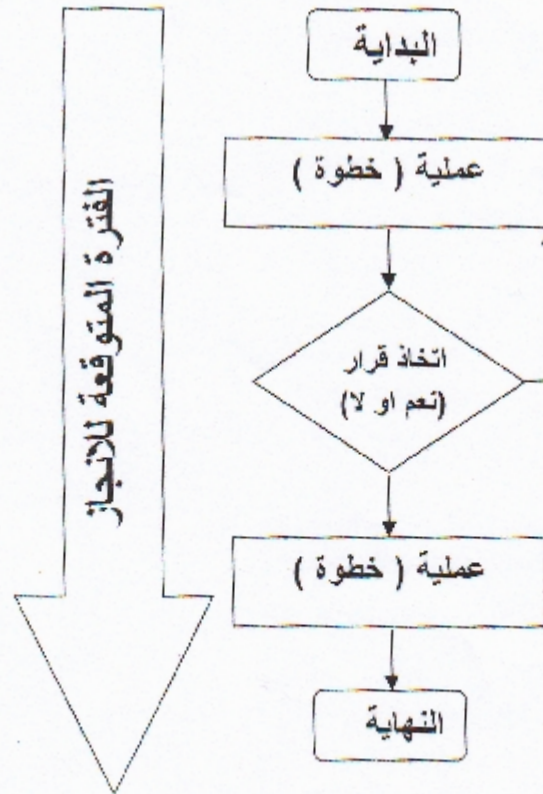 البداية
عملية ( خطوة )
اتخاذ قرار
(نعم او لا)
عملية ( خطوة )
النهاية
الفترة المتوقعة للانجاز